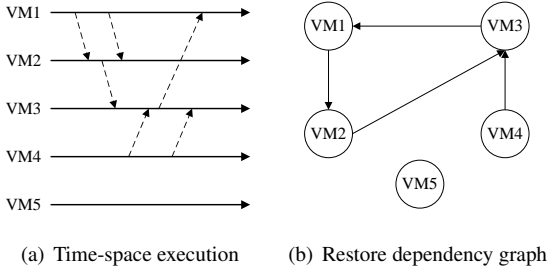 VM1
VM2
VM3
VM4
VM5
VM1
VM3
VM2
VM4
VM5
(a) Time-space execution
(b) Restore dependency graph